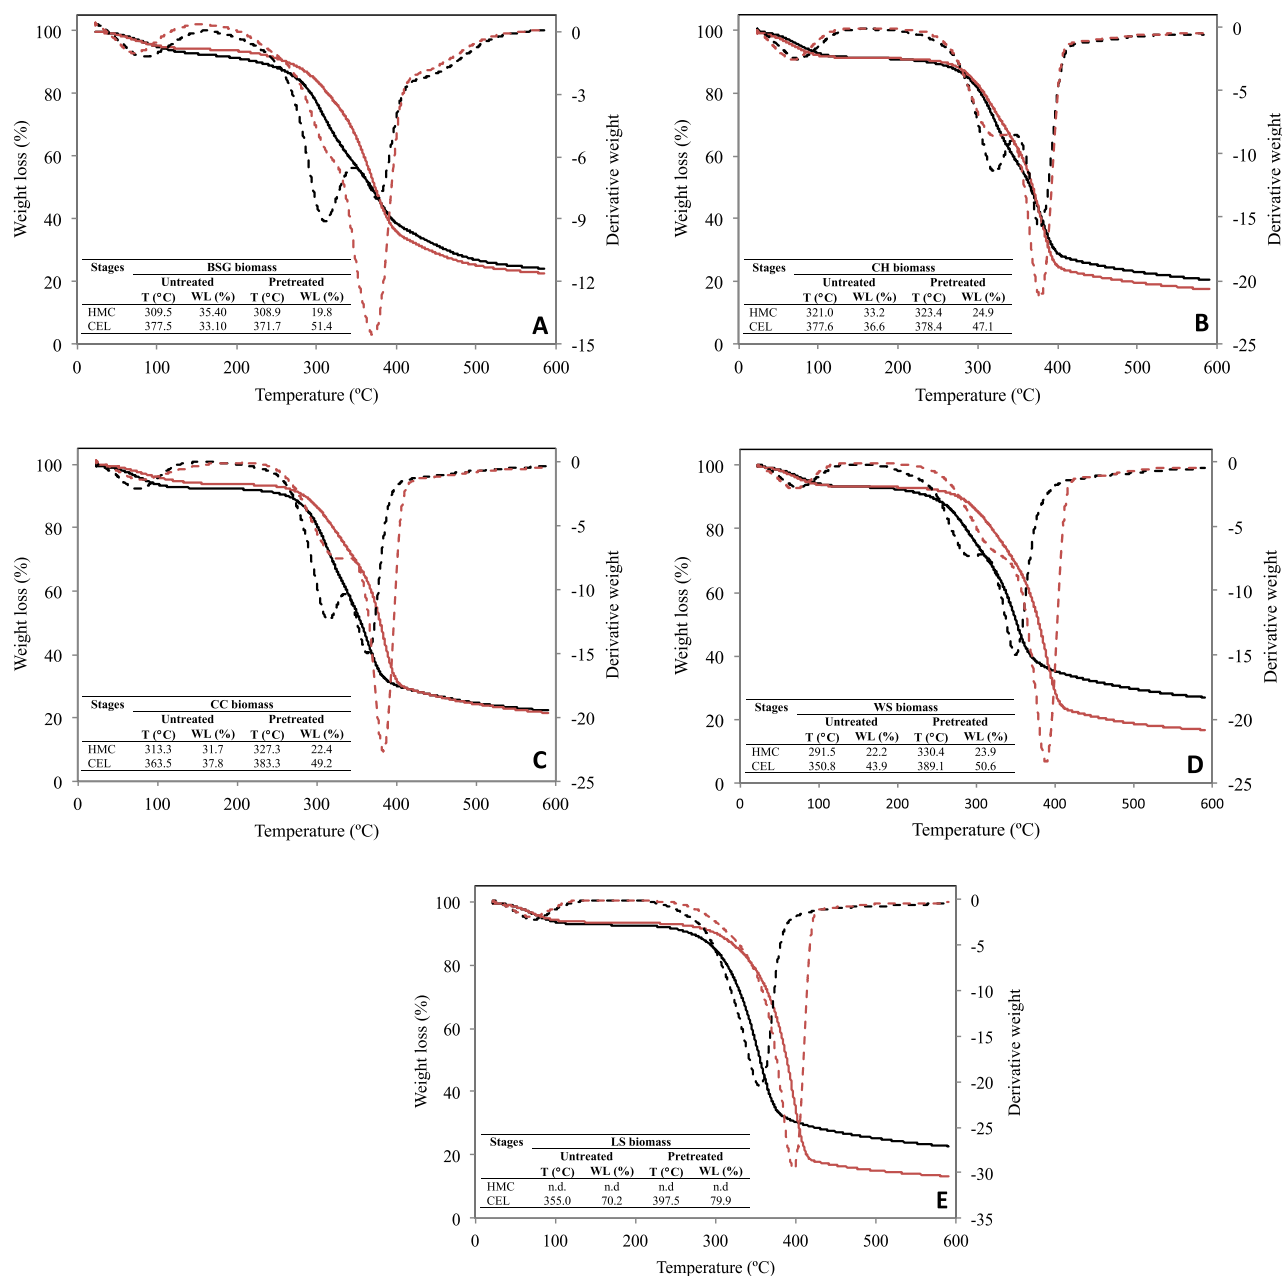 100
80
60
40
20
0
Weight loss (%)
0
-3
-6
-9
-12
-15
Derivative weight
Stages BSG biomass
Untreated Pretreated
T (°C) WL (%) T (°C) WL (%)
HMC 309.5 35.40 308.9 19.8
CEL 377.5 33.10 371.7 51.4
A
0 100 200 300 400 500 600
Temperature (ºC)
100
80
60
40
20
0
Weight loss (%)
0
-5
-10
-15
-20
-25
Derivative weight
Stages CH biomass
Untreated Pretreated
T (°C) WL (%) T (°C) WL (%)
HMC 321.0 33.2 323.4 24.9
CEL 377.6 36.6 378.4 47.1
B
0 100 200 300 400 500 600
Temperature (ºC)
100
80
60
40
20
0
Weight loss (%)
0
-5
-10
-15
-20
-25
Derivative weight
Stages CC biomass
Untreated Pretreated
T (°C) WL (%) T (°C) WL (%)
HMC 313.3 31.7 327.3 22.4
CEL 363.5 37.8 383.3 49.2
C
0 100 200 300 400 500 600
Temperature (ºC)
100
80
60
40
20
0
Weight loss (%)
0
-5
-10
-15
-20
-25
Derivative weight
Stages WS biomass
Untreated Pretreated
T (°C) WL (%) T (°C) WL (%)
HMC 291.5 22.2 330.4 23.9
CEL 350.8 43.9 389.1 50.6
D
0 100 200 300 400 500 600
Temperature (ºC)
100
80
60
40
20
0
Weight loss (%)
0
-5
-10
-15
-20
-25
-30
-35
Derivative weight
Stages LS biomass
Untreated Pretreated
T (°C) WL (%) T (°C) WL (%)
HMC n.d. n.d n.d n.d
CEL 355.0 70.2 397.5 79.9
E
0 100 200 300 400 500 600
Temperature (ºC)